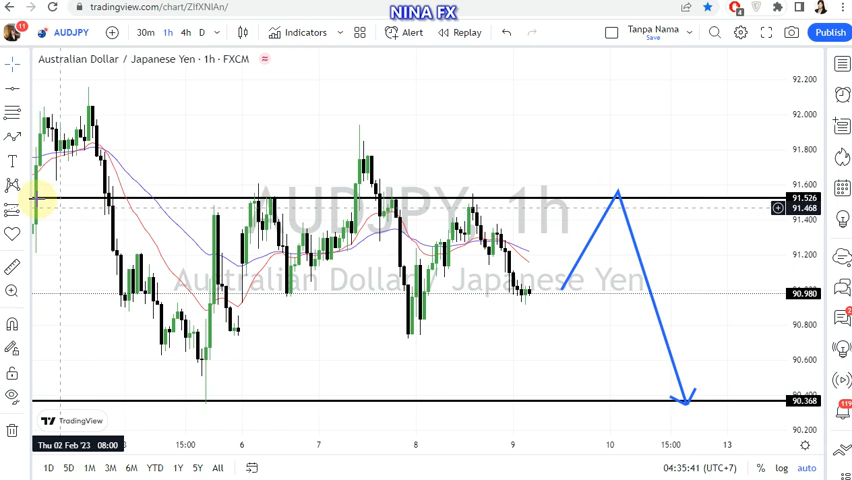 tradingview.com/chart/ZIfXNIAn/
NINA FX
11
AUDJPY
30m 1h 4h D
Indicators
Alert
Replay
Tanpa Nama
Save
Publish
Australian Dollar / Japanese Yen · 1h · FXCM
AUDJPY · 1h
Australian Dollar / Japanese Yen
92.200
92.000
91.800
91.600
91.526
91.468
91.400
91.200
90.980
90.800
90.600
90.368
90.200
TradingView
Thu 02 Feb '23 08:00
15:00 6 7 8 9 10 15:00 13
1D 5D 1M 3M 6M YTD 1Y 5Y All
04:35:41 (UTC+7)
% log auto
119